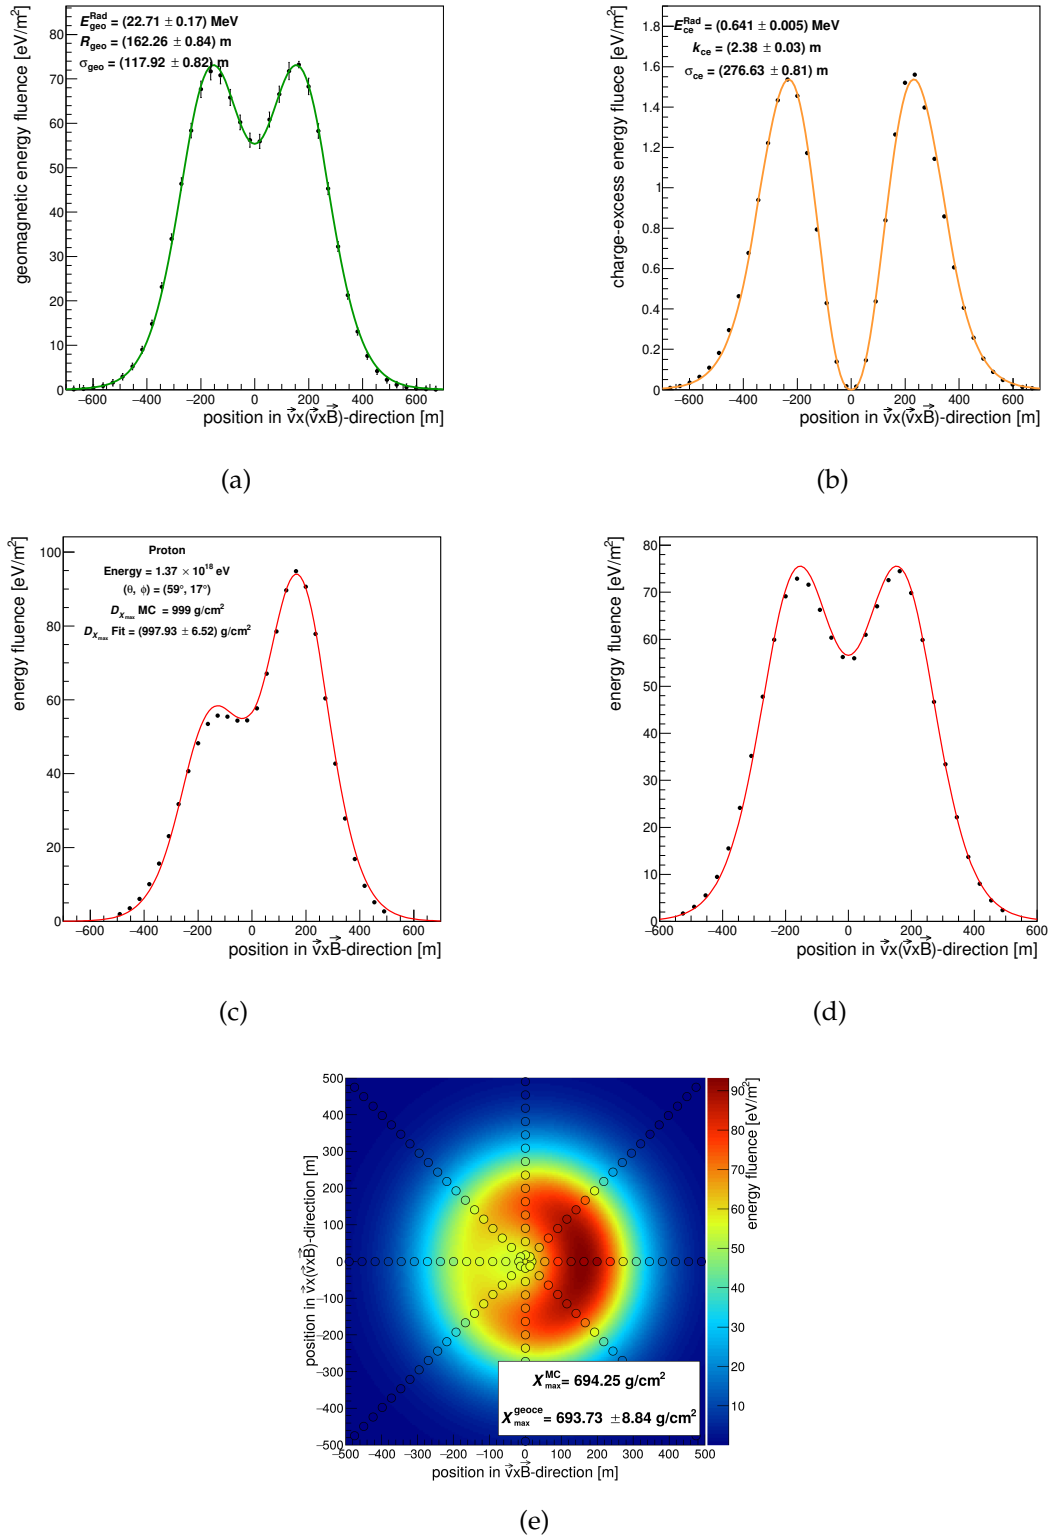 E_geo^Rad = (22.71 ± 0.17) MeV
R_geo = (162.26 ± 0.84) m
σ_geo = (117.92 ± 0.82) m
geomagnetic energy fluence [eV/m²]
80
70
60
50
40
30
20
10
0
−600 −400 −200 0 200 400 600
position in v⃗x(v⃗xB⃗)-direction [m]
(a)
E_ce^Rad = (0.641 ± 0.005) MeV
k_ce = (2.38 ± 0.03) m
σ_ce = (276.63 ± 0.81) m
charge-excess energy flueece [eV/m²]
1.8
1.6
1.4
1.2
1
0.8
0.6
0.4
0.2
0
−600 −400 −200 0 200 400 600
position in v⃗x(v⃗xB⃗)-direction [m]
(b)
Proton
Energy = 1.37 × 10¹⁸ eV
(θ, φ) = (59°, 17°)
D_Xmax MC = 999 g/cm²
D_Xmax Fit = (997.93 ± 6.52) g/cm²
energy fluence [eV/m²]
100
80
60
40
20
0
−600 −400 −200 0 200 400 600
position in v⃗xB⃗-direction [m]
(c)
energy fluence [eV/m²]
80
70
60
50
40
30
20
10
0
−600 −400 −200 0 200 400 600
position in v⃗x(v⃗xB⃗)-direction [m]
(d)
position in v⃗x(v⃗xB⃗)-direction [m]
500
400
300
200
100
0
−100
−200
−300
−400
−500
−500 −400 −300 −200 −100 0 100 200 300 400 500
position in v⃗xB⃗-direction [m]
X_max^MC = 694.25 g/cm²
X_max^geoce = 693.73 ±8.84 g/cm²
90
80
70
60
50
40
30
20
10
energy fluence [eV/m²]
(e)